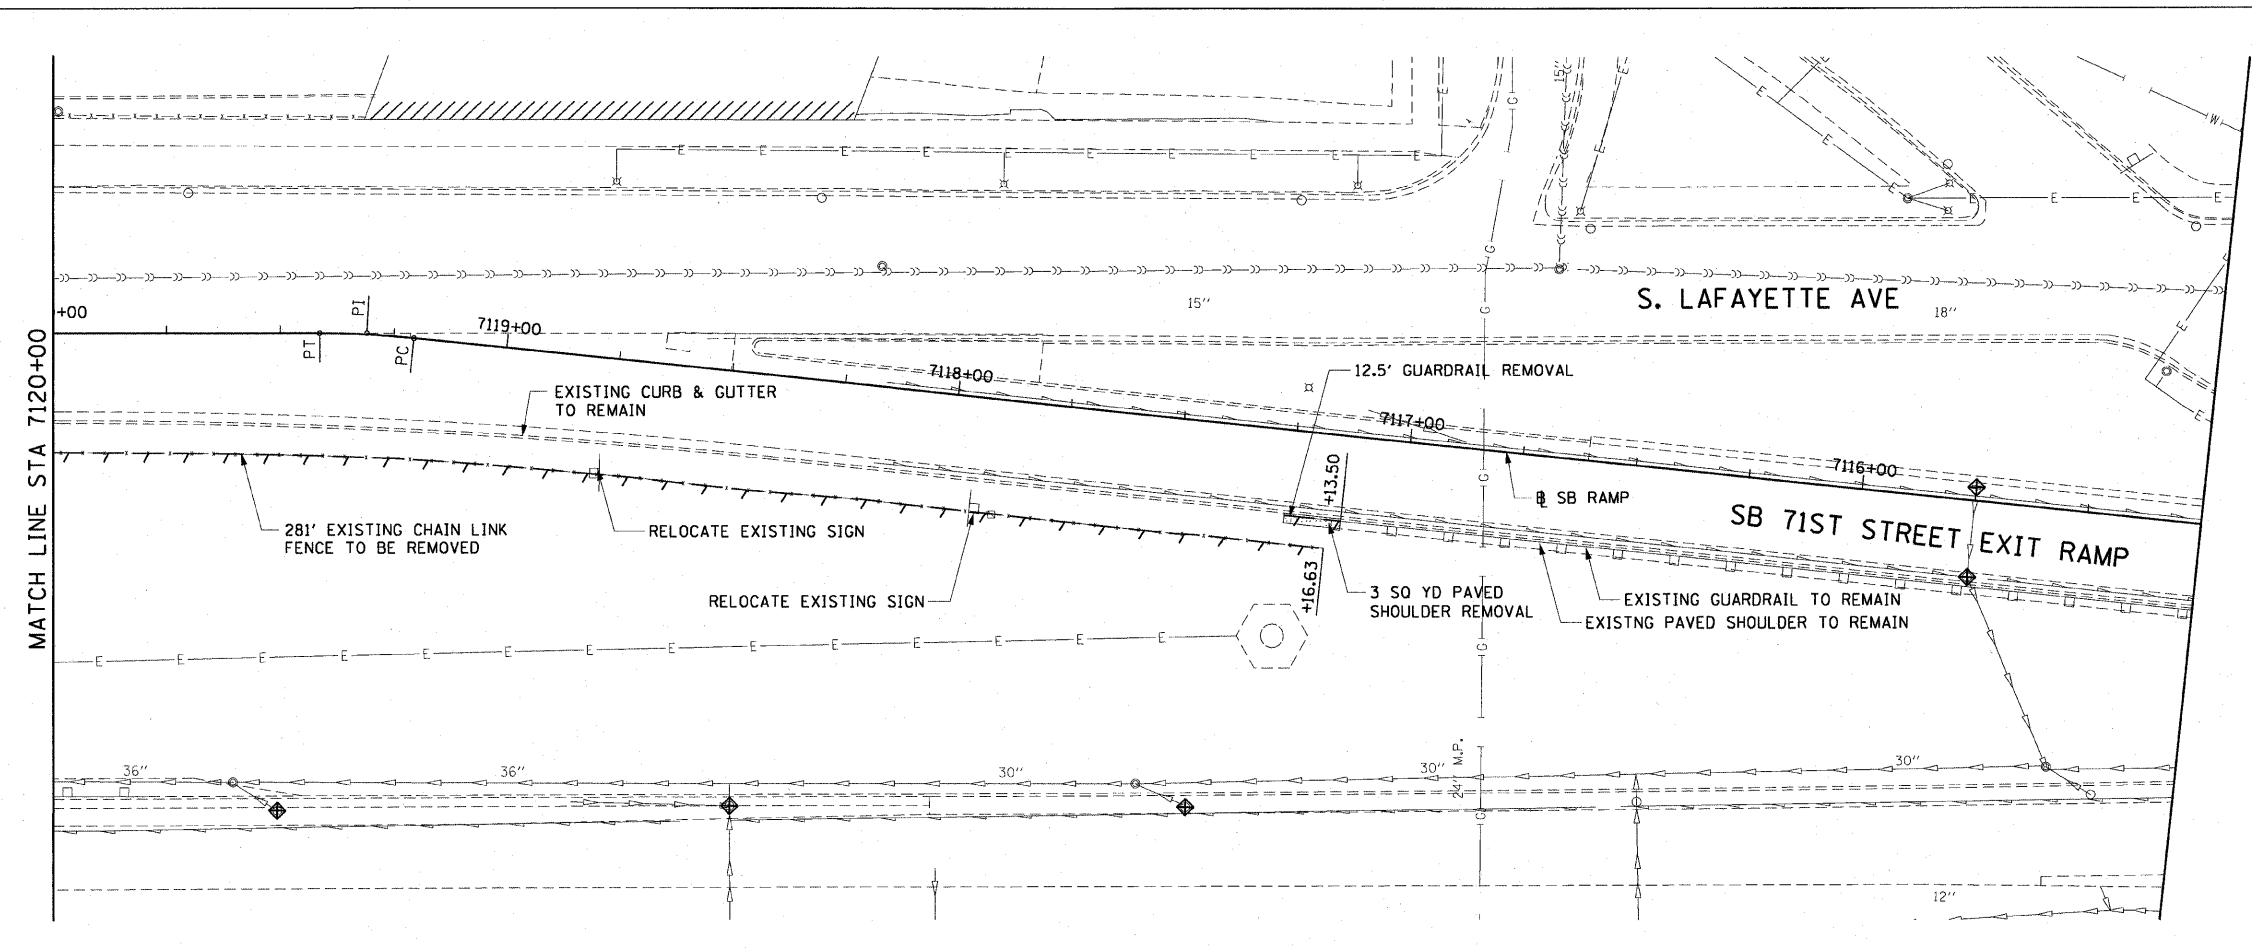 15"
W
S. LAFAYETTE AVE
15"
18"
+00
PI
PT
PC
7119+00
7118+00
7117+00
7116+00
MATCH LINE STA 7120+00
EXISTING CURB & GUTTER
TO REMAIN
12.5' GUARDRAIL REMOVAL
+13.50
℄ SB RAMP
SB 71ST STREET EXIT RAMP
281' EXISTING CHAIN LINK
FENCE TO BE REMOVED
RELOCATE EXISTING SIGN
RELOCATE EXISTING SIGN
+16.63
3 SQ YD PAVED
SHOULDER REMOVAL
EXISTING GUARDRAIL TO REMAIN
EXISTNG PAVED SHOULDER TO REMAIN
E E E E E E E E E E E E E E
G
36"
36"
30"
30"
24" M.P.
30"
12"